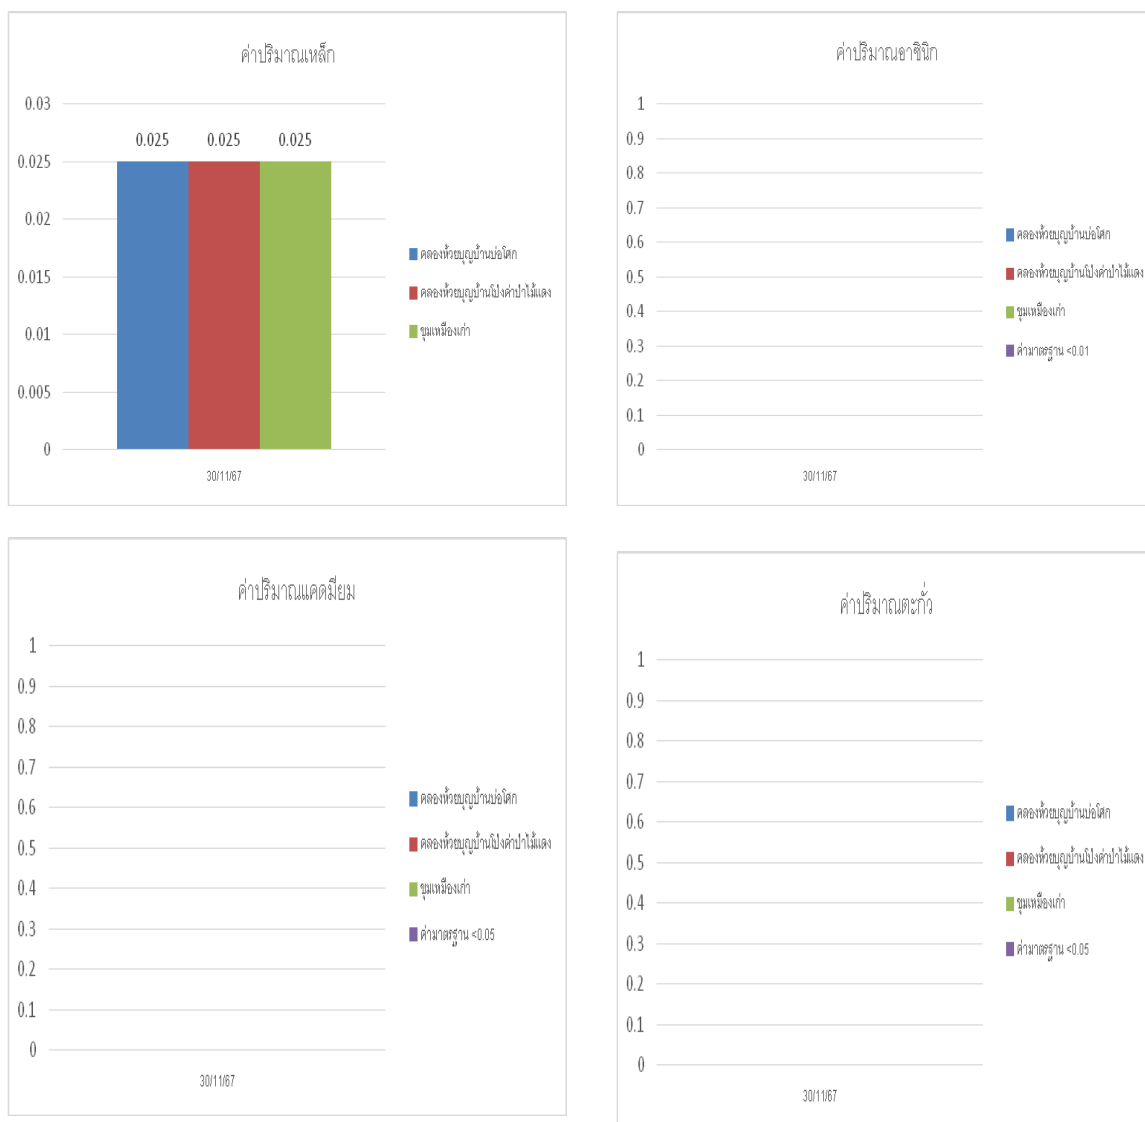 ค่าปริมาณเหล็ก
0.03
0.025
0.02
0.015
0.01
0.005
0
0.025 0.025 0.025
30/11/67
คลองห้วยบุญบ้านบ่อโศก
คลองห้วยบุญบ้านโป่งค่าป่าไม้แดง
ขุมเหมืองเก่า
ค่าปริมาณอาซินิก
1
0.9
0.8
0.7
0.6
0.5
0.4
0.3
0.2
0.1
0
30/11/67
คลองห้วยบุญบ้านบ่อโศก
คลองห้วยบุญบ้านโป่งค่าป่าไม้แดง
ขุมเหมืองเก่า
ค่ามาตรฐาน <0.01
ค่าปริมาณแคดมียม
1
0.9
0.8
0.7
0.6
0.5
0.4
0.3
0.2
0.1
0
30/11/67
คลองห้วยบุญบ้านบ่อโศก
คลองห้วยบุญบ้านโป่งค่าป่าไม้แดง
ขุมเหมืองเก่า
ค่ามาตรฐาน <0.05
ค่าปริมาณตะกั่ว
1
0.9
0.8
0.7
0.6
0.5
0.4
0.3
0.2
0.1
0
30/11/67
คลองห้วยบุญบ้านบ่อโศก
คลองห้วยบุญบ้านโป่งค่าป่าไม้แดง
ขุมเหมืองเก่า
ค่ามาตรฐาน <0.05